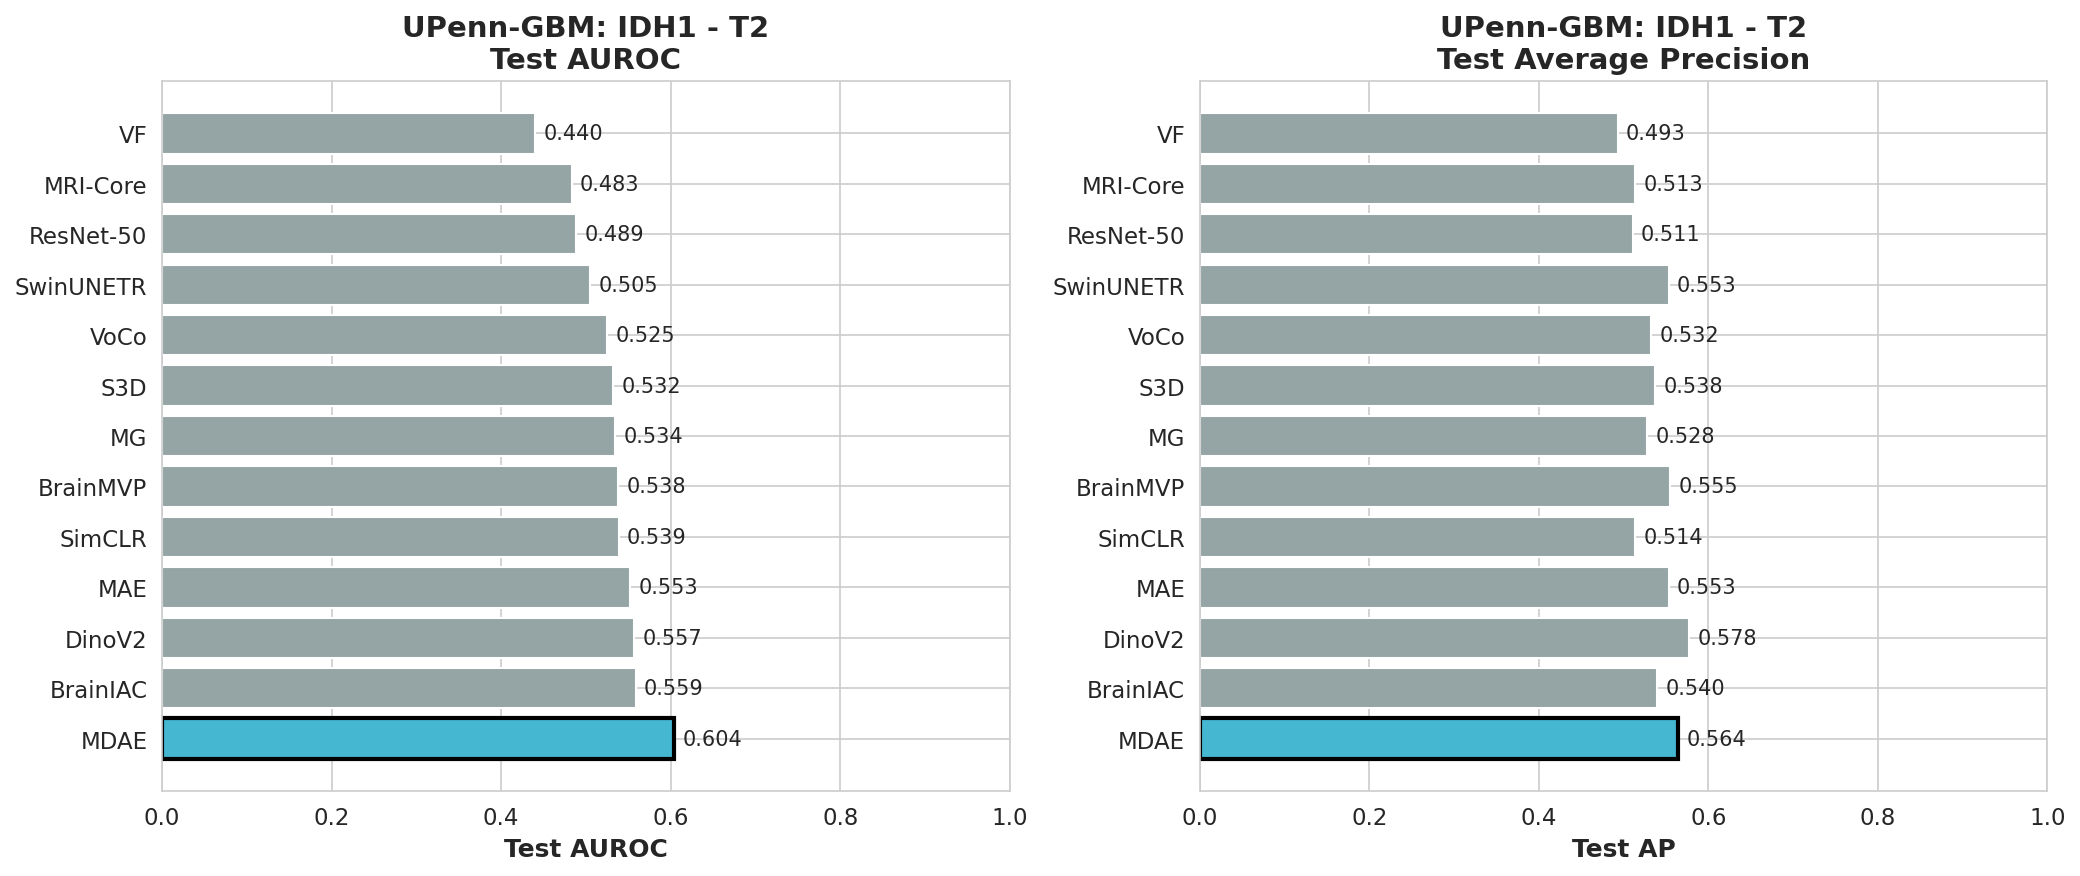 UPenn-GBM: IDH1 - T2
Test AUROC
VF
0.440
MRI-Core
0.483
ResNet-50
0.489
SwinUNETR
0.505
VoCo
0.525
S3D
0.532
MG
0.534
BrainMVP
0.538
SimCLR
0.539
MAE
0.553
DinoV2
0.557
BrainIAC
0.559
MDAE
0.604
0.0 0.2 0.4 0.6 0.8 1.0
Test AUROC
UPenn-GBM: IDH1 - T2
Test Average Precision
VF
0.493
MRI-Core
0.513
ResNet-50
0.511
SwinUNETR
0.553
VoCo
0.532
S3D
0.538
MG
0.528
BrainMVP
0.555
SimCLR
0.514
MAE
0.553
DinoV2
0.578
BrainIAC
0.540
MDAE
0.564
0.0 0.2 0.4 0.6 0.8 1.0
Test AP